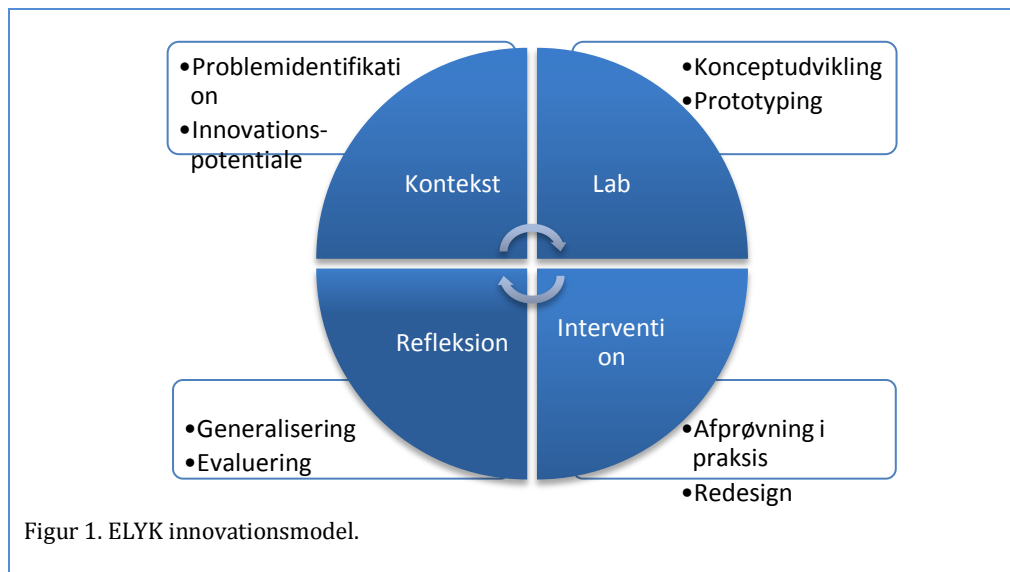 •Problemidentifikati
on
•Innovations-
potentiale
Kontekst
•Konceptudvikling
•Prototyping
Lab
Refleksion
•Generalisering
•Evaluering
Interventi
on
•Afprøvning i
praksis
•Redesign
Figur 1. ELYK innovationsmodel.